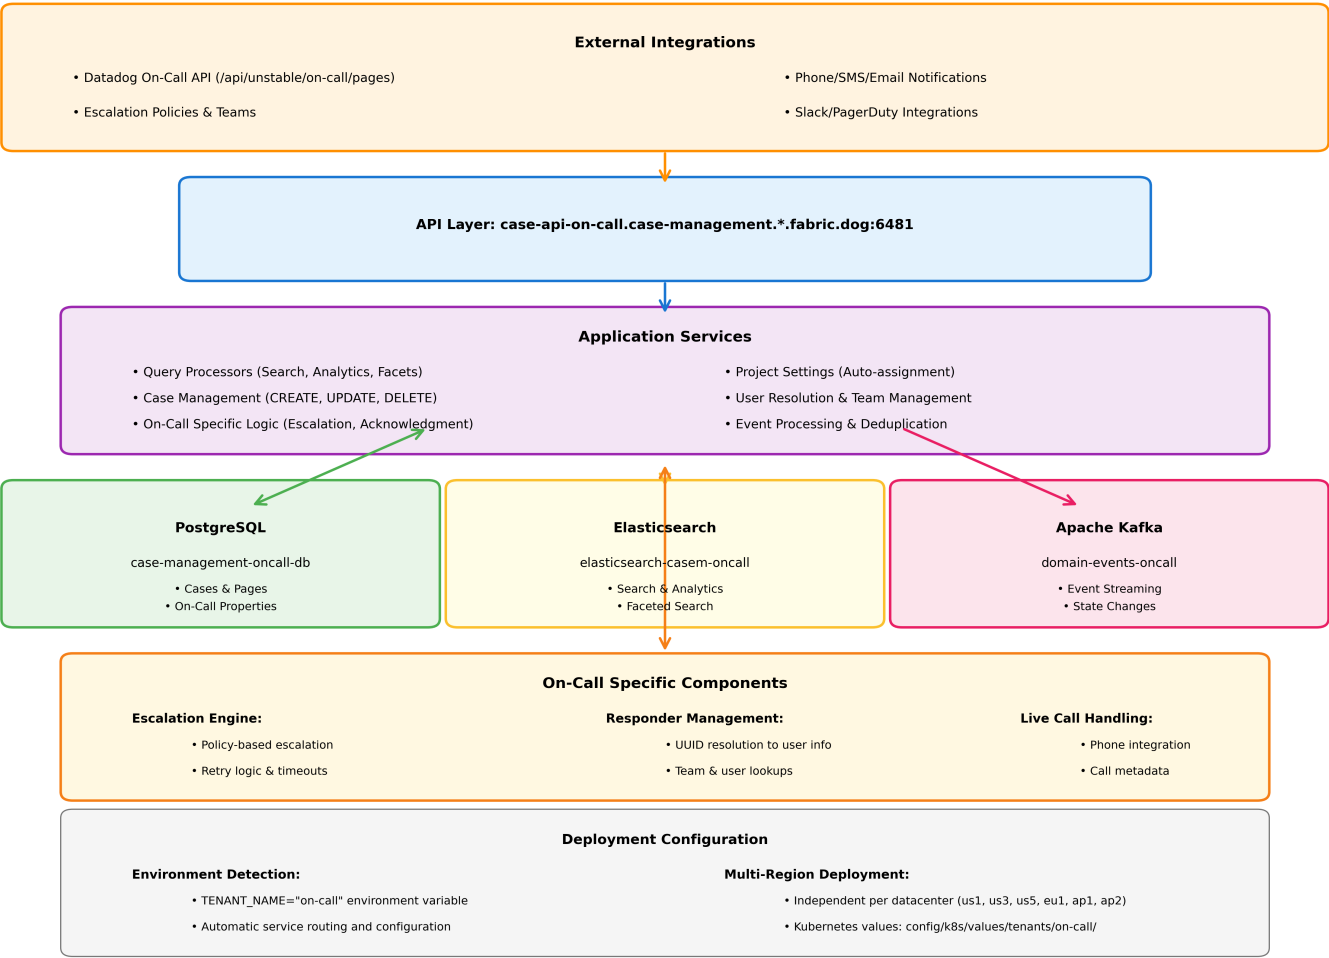 External Integrations
• Datadog On-Call API (/api/unstable/on-call/pages)
• Phone/SMS/Email Notifications
• Escalation Policies & Teams
• Slack/PagerDuty Integrations
API Layer: case-api-on-call.case-management.*.fabric.dog:6481
Application Services
• Query Processors (Search, Analytics, Facets)
• Project Settings (Auto-assignment)
• Case Management (CREATE, UPDATE, DELETE)
• User Resolution & Team Management
• On-Call Specific Logic (Escalation, Acknowledgment)
• Event Processing & Deduplication
PostgreSQL
case-management-oncall-db
• Cases & Pages
• On-Call Properties
Elasticsearch
elasticsearch-casem-oncall
• Search & Analytics
• Faceted Search
Apache Kafka
domain-events-oncall
• Event Streaming
• State Changes
On-Call Specific Components
Escalation Engine:
• Policy-based escalation
• Retry logic & timeouts
Responder Management:
• UUID resolution to user info
• Team & user lookups
Live Call Handling:
• Phone integration
• Call metadata
Deployment Configuration
Environment Detection:
• TENANT_NAME="on-call" environment variable
• Automatic service routing and configuration
Multi-Region Deployment:
• Independent per datacenter (us1, us3, us5, eu1, ap1, ap2)
• Kubernetes values: config/k8s/values/tenants/on-call/